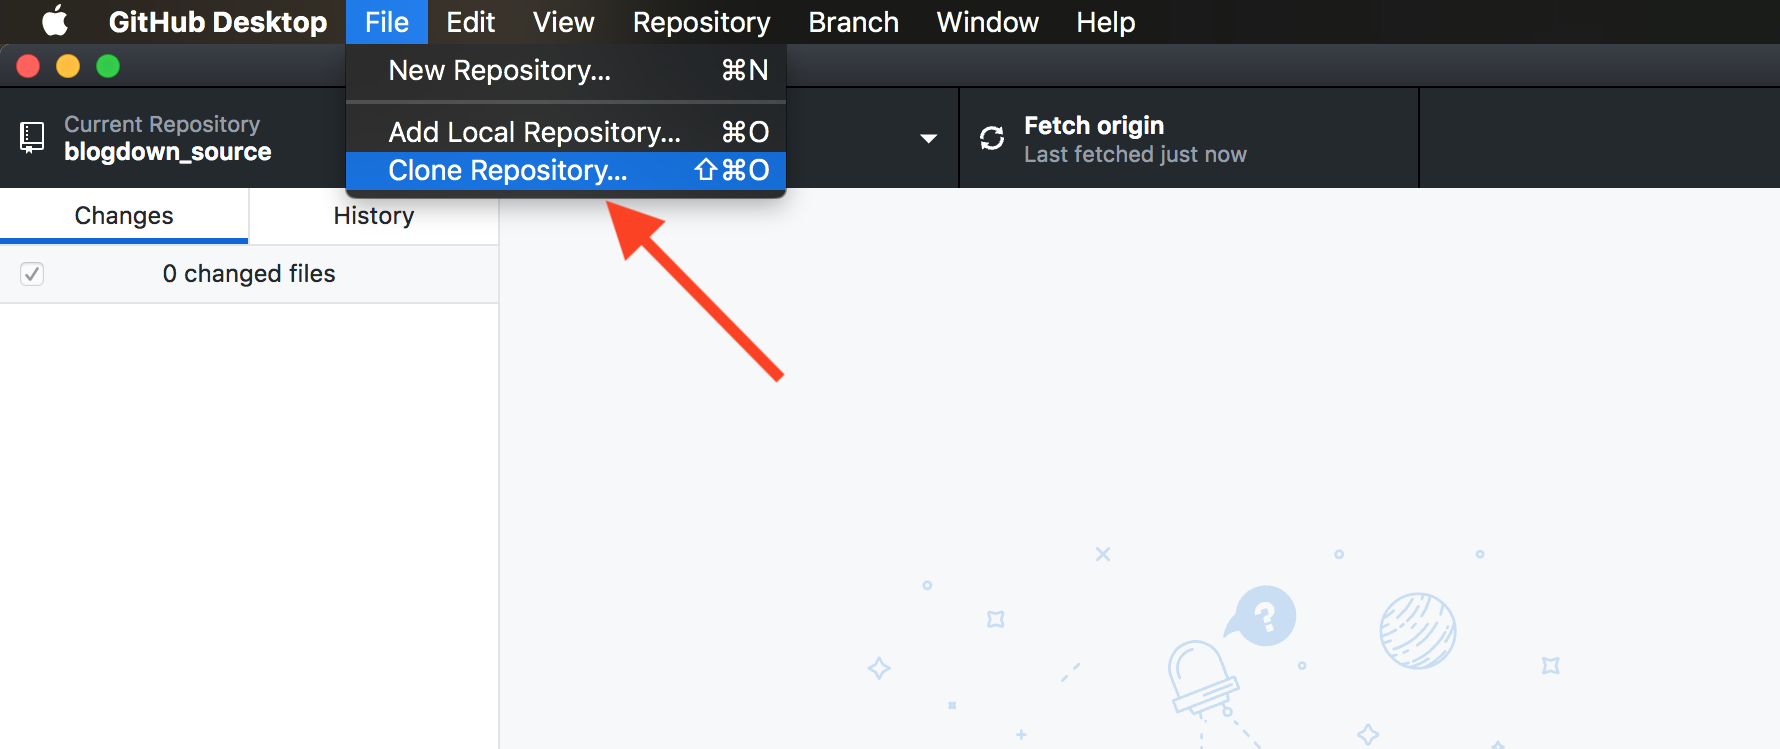 GitHub Desktop File Edit View Repository Branch Window Help
New Repository... ⌘N
Add Local Repository... ⌘O
Clone Repository... ⇧⌘O
Current Repository
blogdown_source
Fetch origin
Last fetched just now
Changes History
0 changed files
?